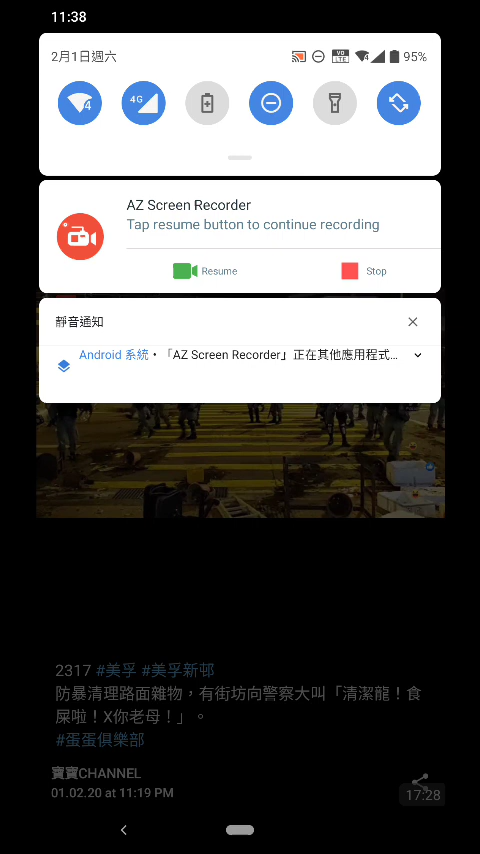 11:38
2月1日週六
VO LTE
4
95%
4
4G
AZ Screen Recorder
Tap resume button to continue recording
Resume
Stop
靜音通知
Android 系統 •「AZ Screen Recorder」正在其他應用程式...
2317 #美孚 #美孚新邨
防暴清理路面雜物，有街坊向警察大叫「清潔龍！食
屎啦！X你老母！」。
#蛋蛋俱樂部
寶寶CHANNEL
01.02.20 at 11:19 PM
17:28